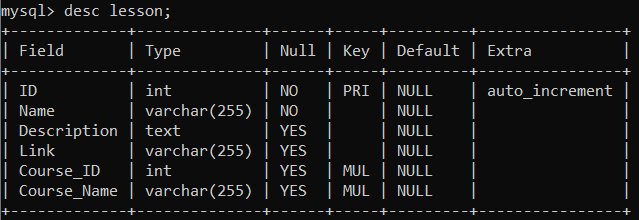 mysql> desc lesson;
+-------------+--------------+------+-----+---------+----------------+
| Field       | Type         | Null | Key | Default | Extra          |
+-------------+--------------+------+-----+---------+----------------+
| ID          | int          | NO   | PRI | NULL    | auto_increment |
| Name        | varchar(255) | NO   |     | NULL    |                |
| Description | text         | YES  |     | NULL    |                |
| Link        | varchar(255) | YES  |     | NULL    |                |
| Course_ID   | int          | YES  | MUL | NULL    |                |
| Course_Name | varchar(255) | YES  | MUL | NULL    |                |
+-------------+--------------+------+-----+---------+----------------+